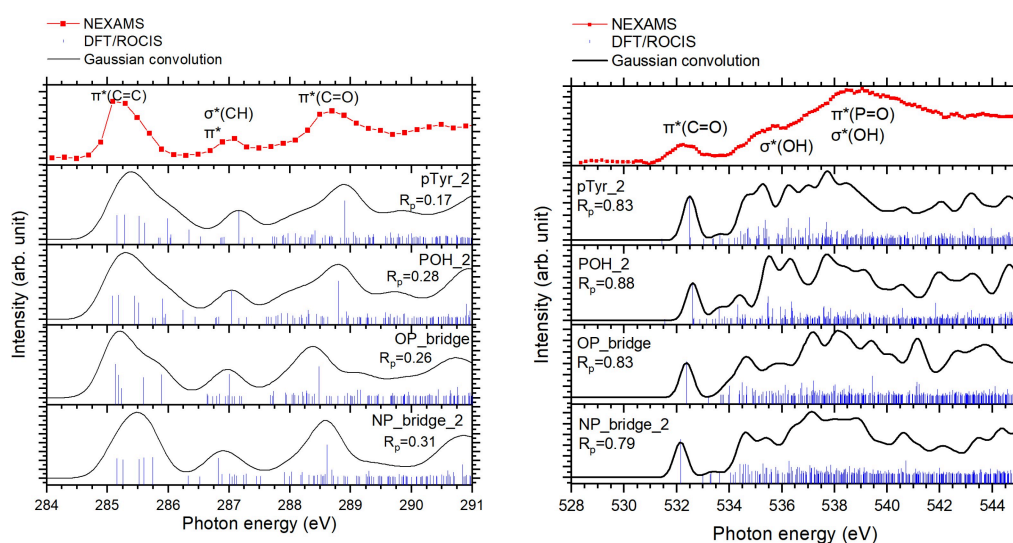 NEXAMS
DFT/ROCIS
Gaussian convolution
π*(C=C)
σ*(CH)
π*
π*(C=O)
pTyr_2
Rp=0.17
POH_2
Rp=0.28
OP_bridge
Rp=0.26
NP_bridge_2
Rp=0.31
Intensity (arb. unit)
284 285 286 287 288 289 290 291
Photon energy (eV)
NEXAMS
DFT/ROCIS
Gaussian convolution
π*(C=O)
σ*(OH)
π*(P=O)
σ*(OH)
pTyr_2
Rp=0.83
POH_2
Rp=0.88
OP_bridge
Rp=0.83
NP_bridge_2
Rp=0.79
Intensity (arb. unit)
528 530 532 534 536 538 540 542 544
Photon energy (eV)